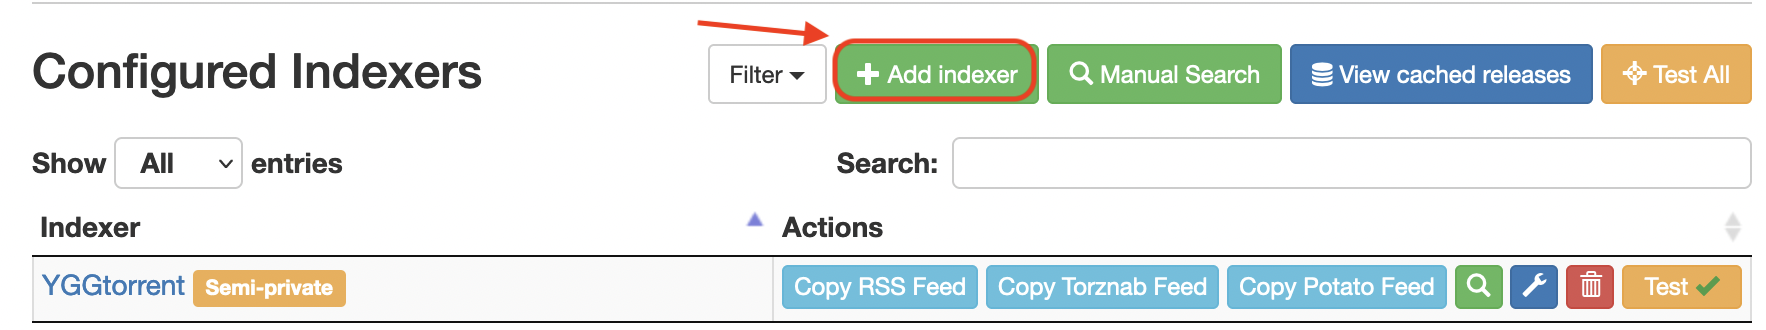 Configured Indexers
Filter
Add indexer
Manual Search
View cached releases
Test All
Show All entries
Search:
Indexer
Actions
YGGtorrent
Semi-private
Copy RSS Feed
Copy Torznab Feed
Copy Potato Feed
Test